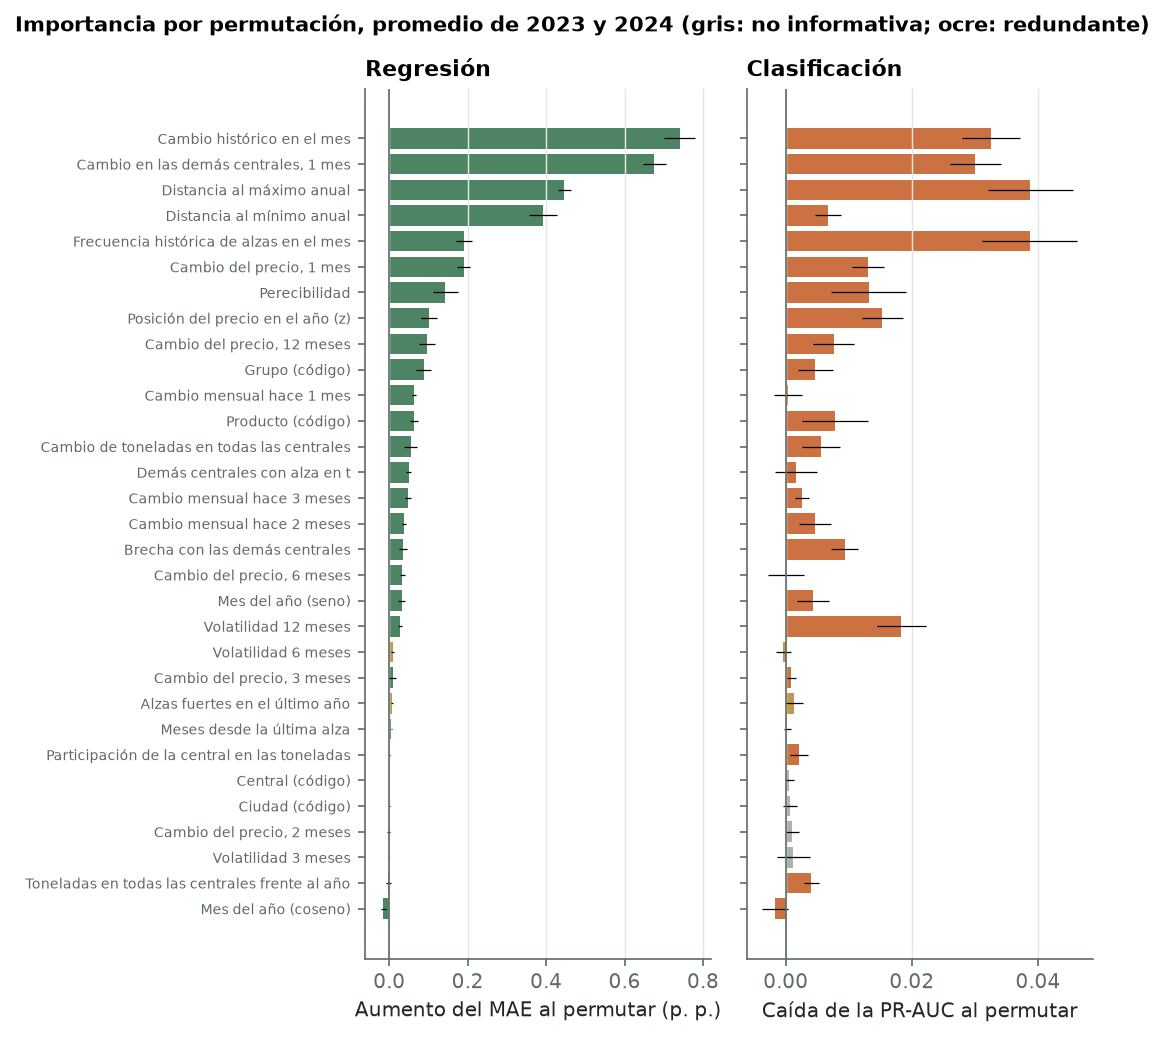 Importancia por permutación, promedio de 2023 y 2024 (gris: no informativa; ocre: redundante)
Regresión
Clasificación
Cambio histórico en el mes
Cambio en las demás centrales, 1 mes
Distancia al máximo anual
Distancia al mínimo anual
Frecuencia histórica de alzas en el mes
Cambio del precio, 1 mes
Perecibilidad
Posición del precio en el año (z)
Cambio del precio, 12 meses
Grupo (código)
Cambio mensual hace 1 mes
Producto (código)
Cambio de toneladas en todas las centrales
Demás centrales con alza en t
Cambio mensual hace 3 meses
Cambio mensual hace 2 meses
Brecha con las demás centrales
Cambio del precio, 6 meses
Mes del año (seno)
Volatilidad 12 meses
Volatilidad 6 meses
Cambio del precio, 3 meses
Alzas fuertes en el último año
Meses desde la última alza
Participación de la central en las toneladas
Central (código)
Ciudad (código)
Cambio del precio, 2 meses
Volatilidad 3 meses
Toneladas en todas las centrales frente al año
Mes del año (coseno)
0.0 0.2 0.4 0.6 0.8
Aumento del MAE al permutar (p. p.)
0.00 0.02 0.04
Caída de la PR-AUC al permutar